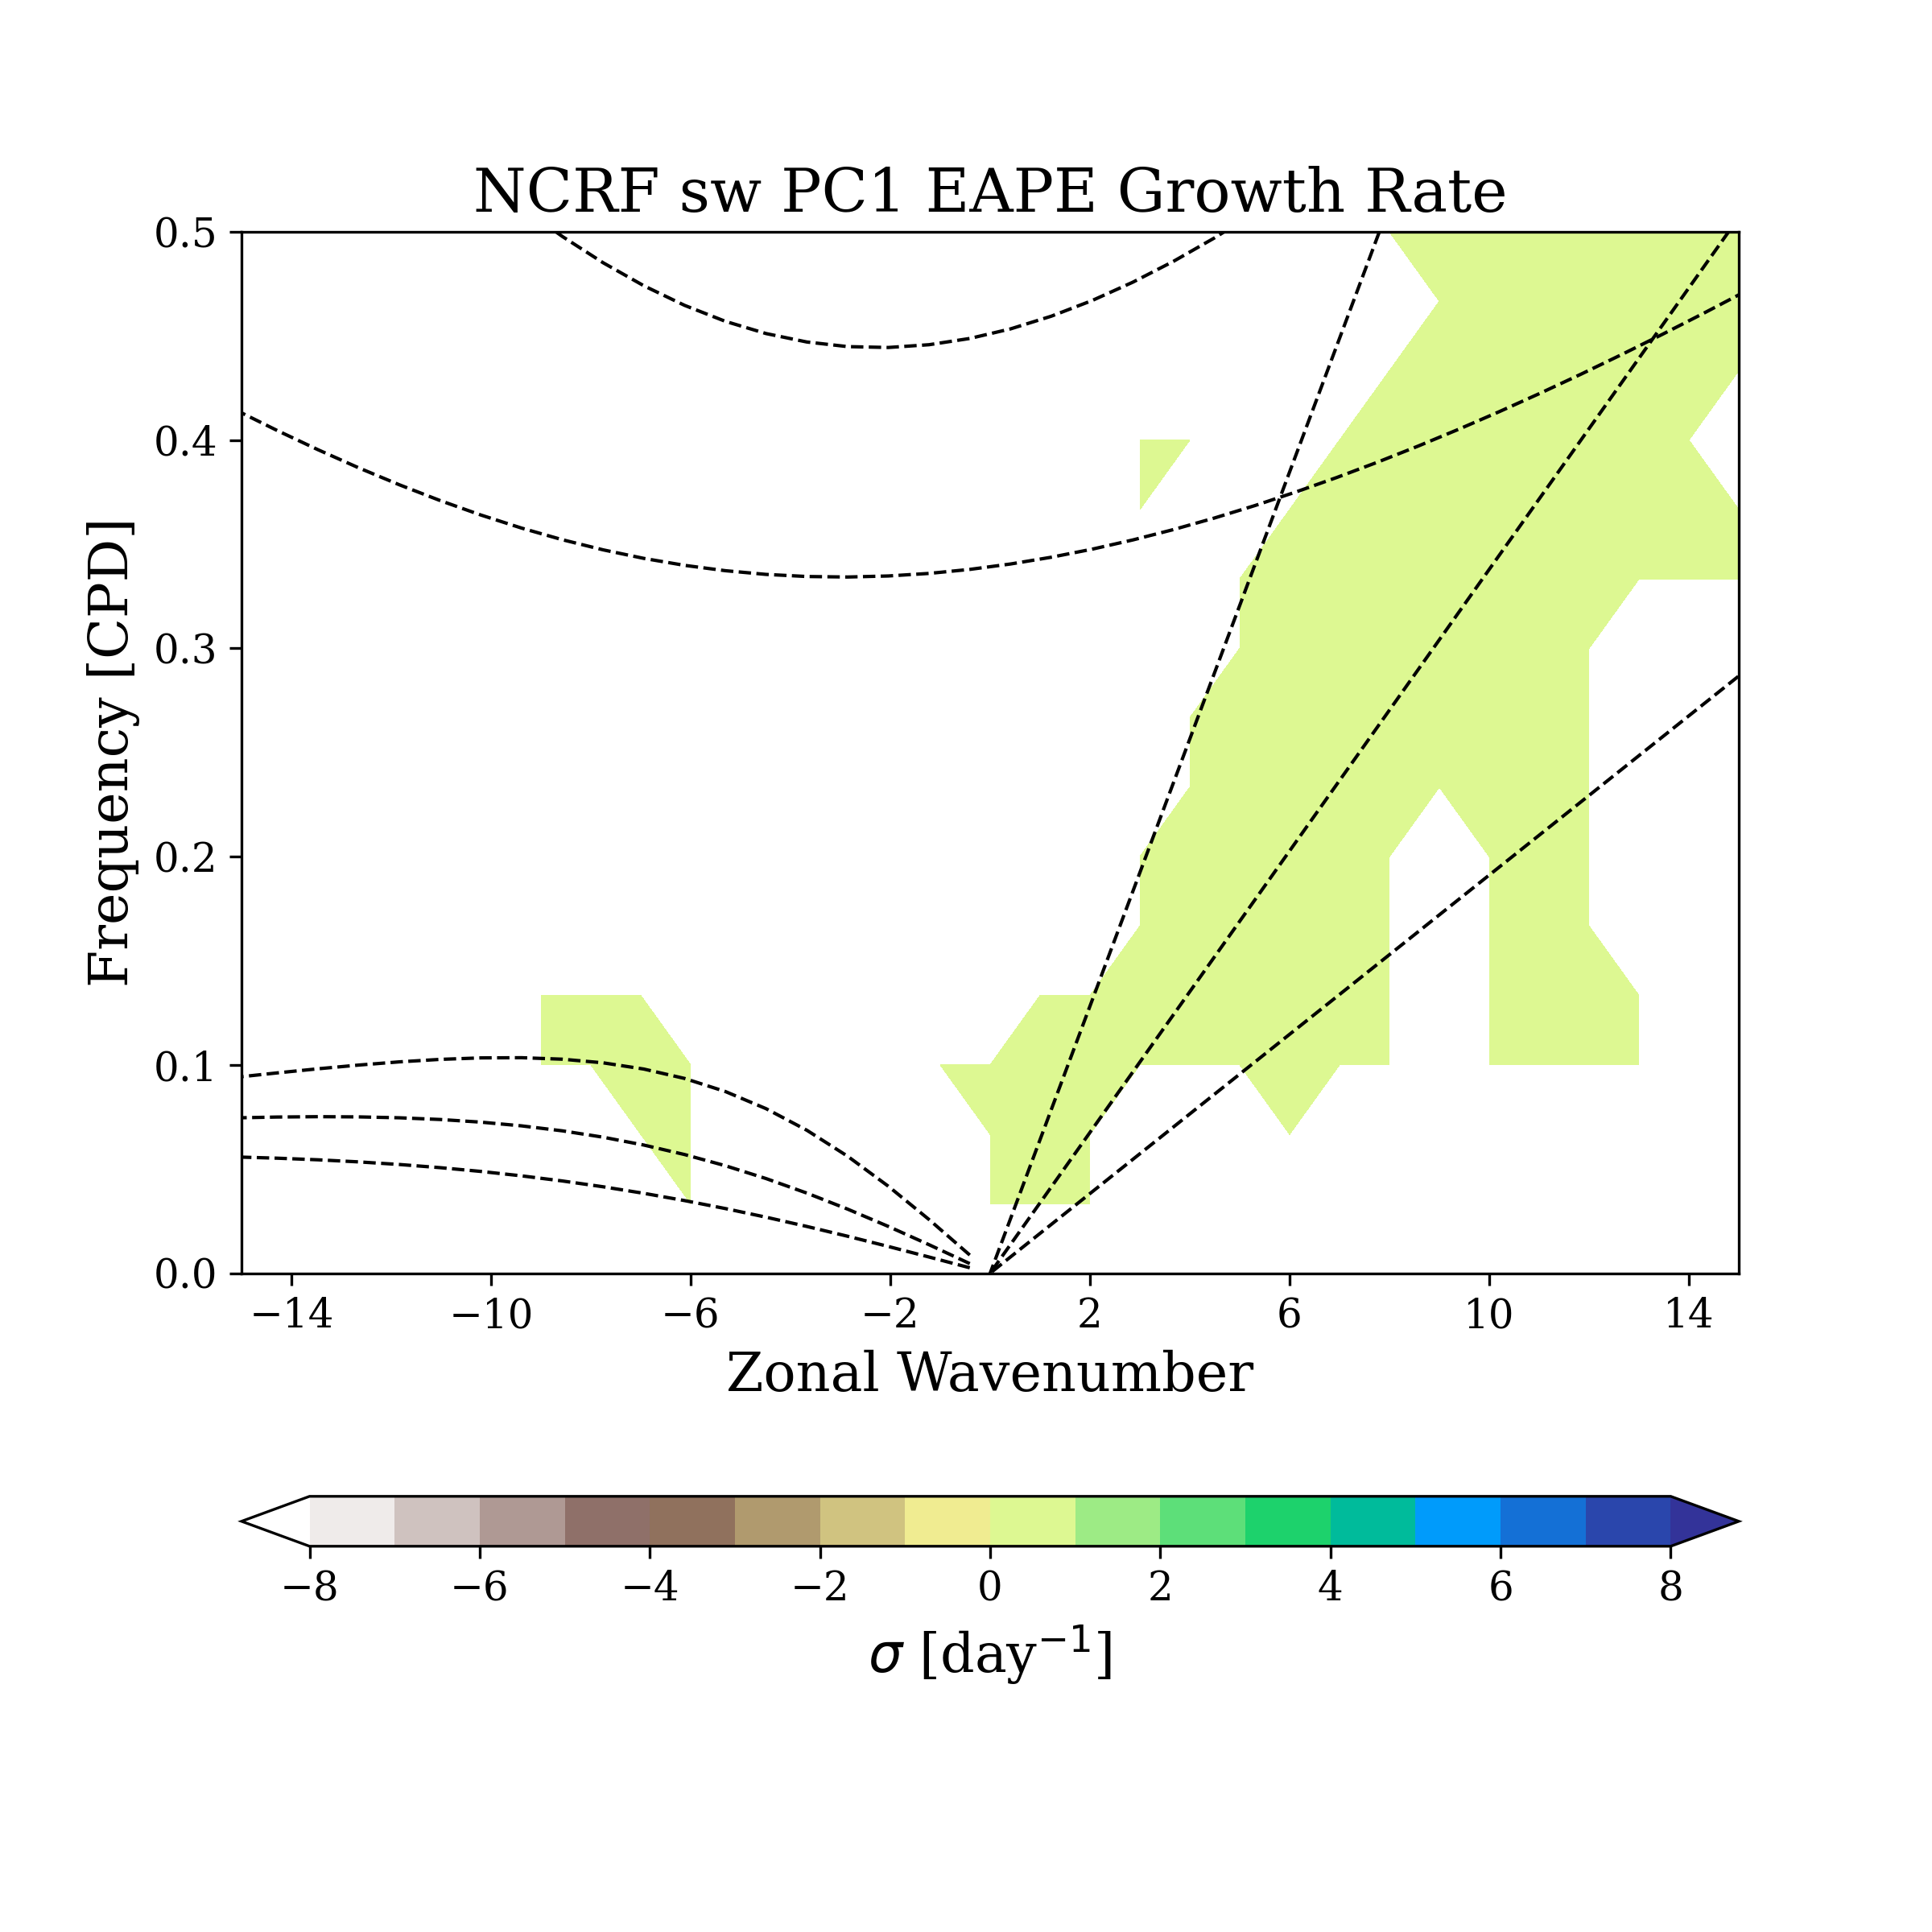 NCRF sw PC1 EAPE Growth Rate
0.5
0.4
0.3
0.2
0.1
0.0
Frequency [CPD]
−14 −10 −6 −2 2 6 10 14
Zonal Wavenumber
−8 −6 −4 −2 0 2 4 6 8
σ [day⁻¹]